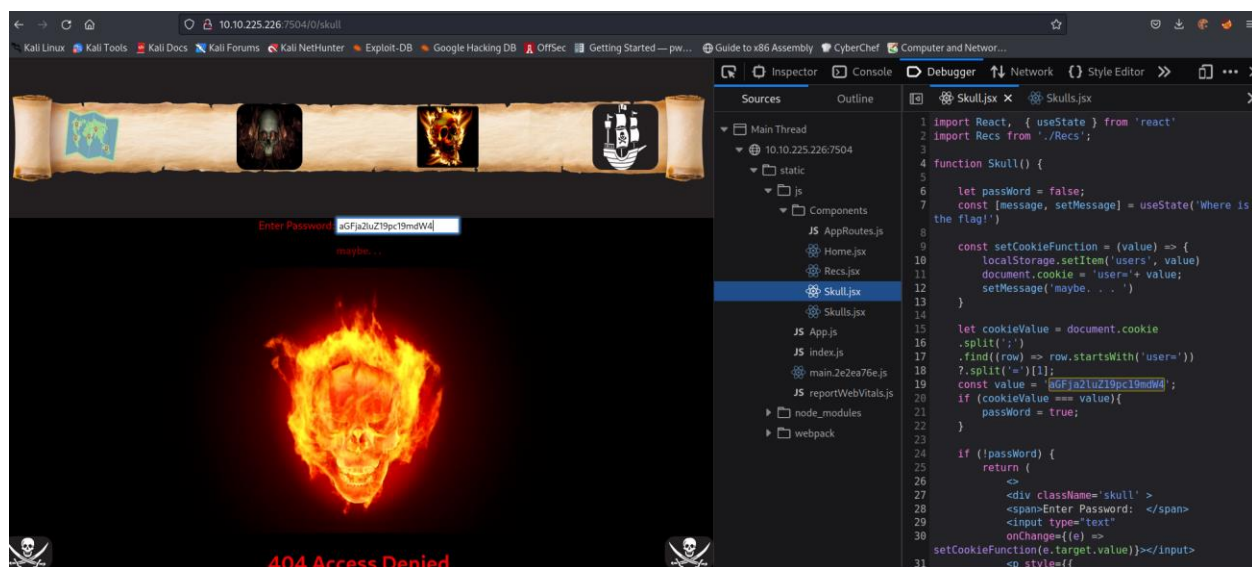 10.10.225.226:7504/0/skull
Kali Linux Kali Tools Kali Docs Kali Forums Kali NetHunter Exploit-DB Google Hacking DB OffSec Getting Started — pw... Guide to x86 Assembly CyberChef Computer and Networ...
Enter Password: aGFja2luZ19pc19mdW4
maybe. . .
404 Access Denied
Inspector Console Debugger Network Style Editor
Sources Outline
Main Thread
10.10.225.226:7504
static
js
Components
JS AppRoutes.js
Home.jsx
Recs.jsx
Skull.jsx
Skulls.jsx
JS App.js
JS index.js
main.2e2ea76e.js
JS reportWebVitals.js
node_modules
webpack
Skull.jsx Skulls.jsx
1 import React, { useState } from 'react'
2 import Recs from './Recs';
3
4 function Skull() {
5
6 let passWord = false;
7 const [message, setMessage] = useState('Where is
the flag!')
8
9 const setCookieFunction = (value) => {
10 localStorage.setItem('users', value)
11 document.cookie = 'user='+ value;
12 setMessage('maybe. . . ')
13 }
14
15 let cookieValue = document.cookie
16 .split(';')
17 .find((row) => row.startsWith('user='))
18 ?.split('=')[1];
19 const value = 'aGFja2luZ19pc19mdW4';
20 if (cookieValue === value){
21 passWord = true;
22 }
23
24 if (!passWord) {
25 return (
26 <>
27 <div className='skull' >
28 <span>Enter Password: </span>
29 <input type="text"
30 onChange={(e) =>
setCookieFunction(e.target.value)}></input>
31 <p style={{